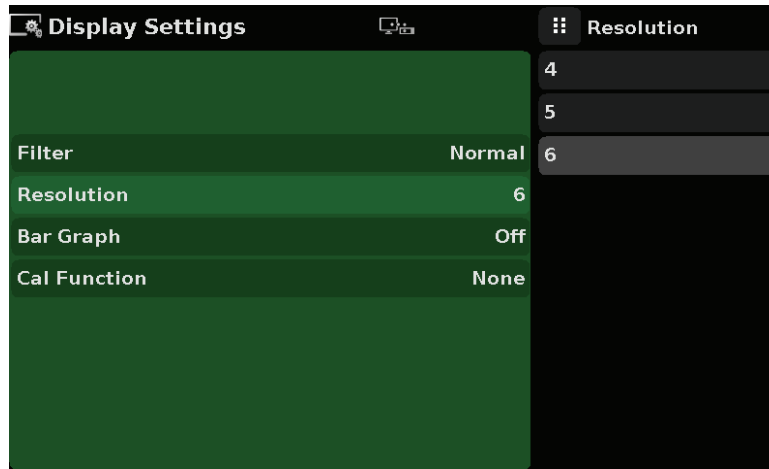 Display Settings
Filter Normal
Resolution 6
Bar Graph Off
Cal Function None
Resolution
4
5
6